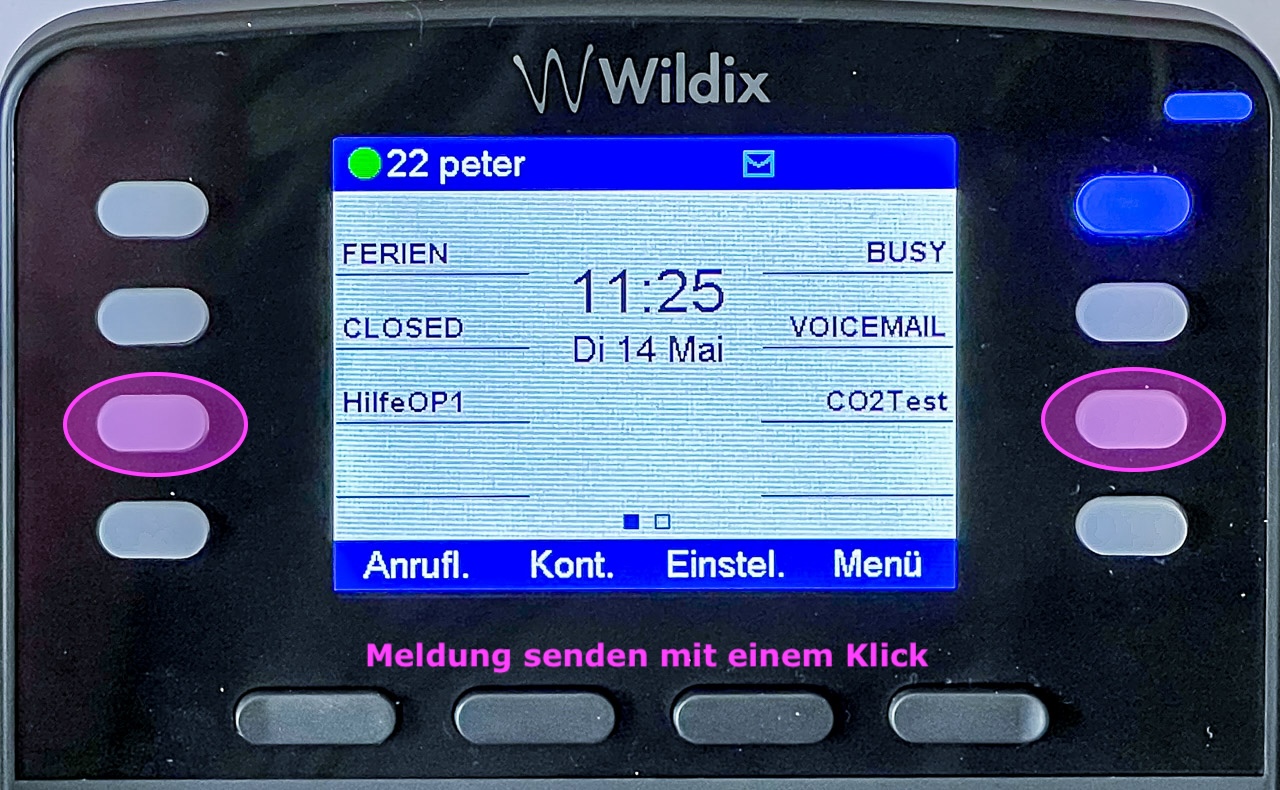 Wildix
22 peter
FERIEN
BUSY
11:25
CLOSED
VOICEMAIL
Di 14 Mai
HilfeOP1
CO2Test
Anrufl.
Kont.
Einstel.
Menü
Meldung senden mit einem Klick